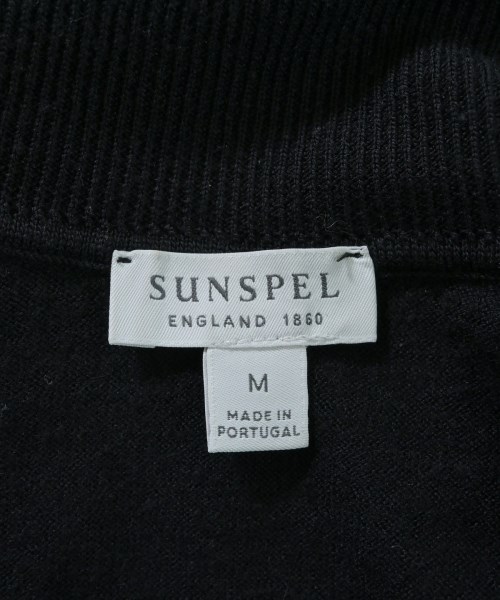 SUNSPEL
ENGLAND 1860
M
MADE IN
PORTUGAL